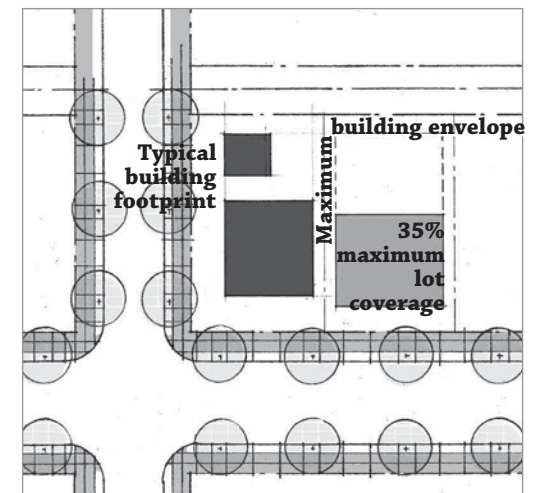 Typical
building
footprint
Maximum
building envelope
35%
maximum
lot
coverage